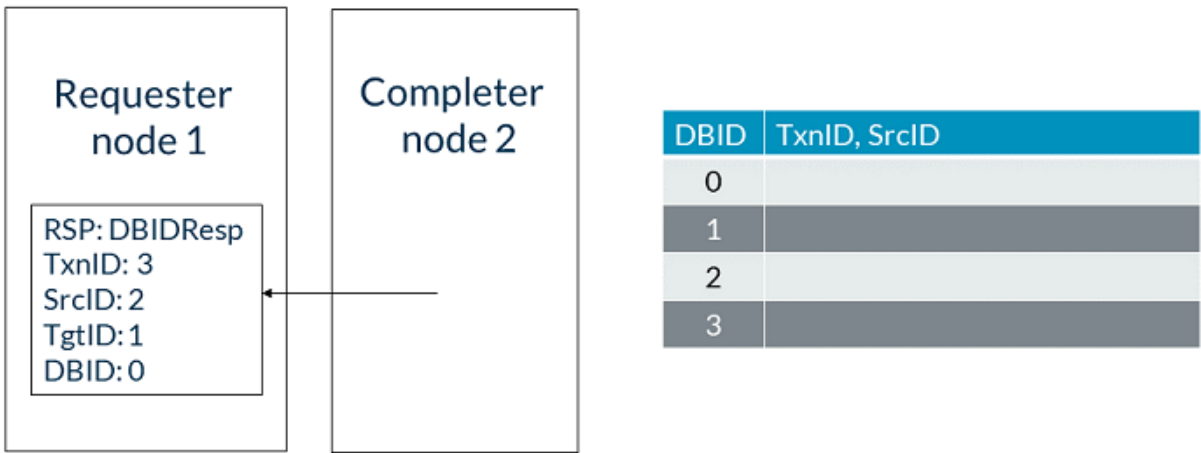 Requester
node 1
RSP: DBIDResp
TxnID: 3
SrcID: 2
TgtID: 1
DBID: 0
Completer
node 2
DBID TxnID, SrcID
0
1
2
3